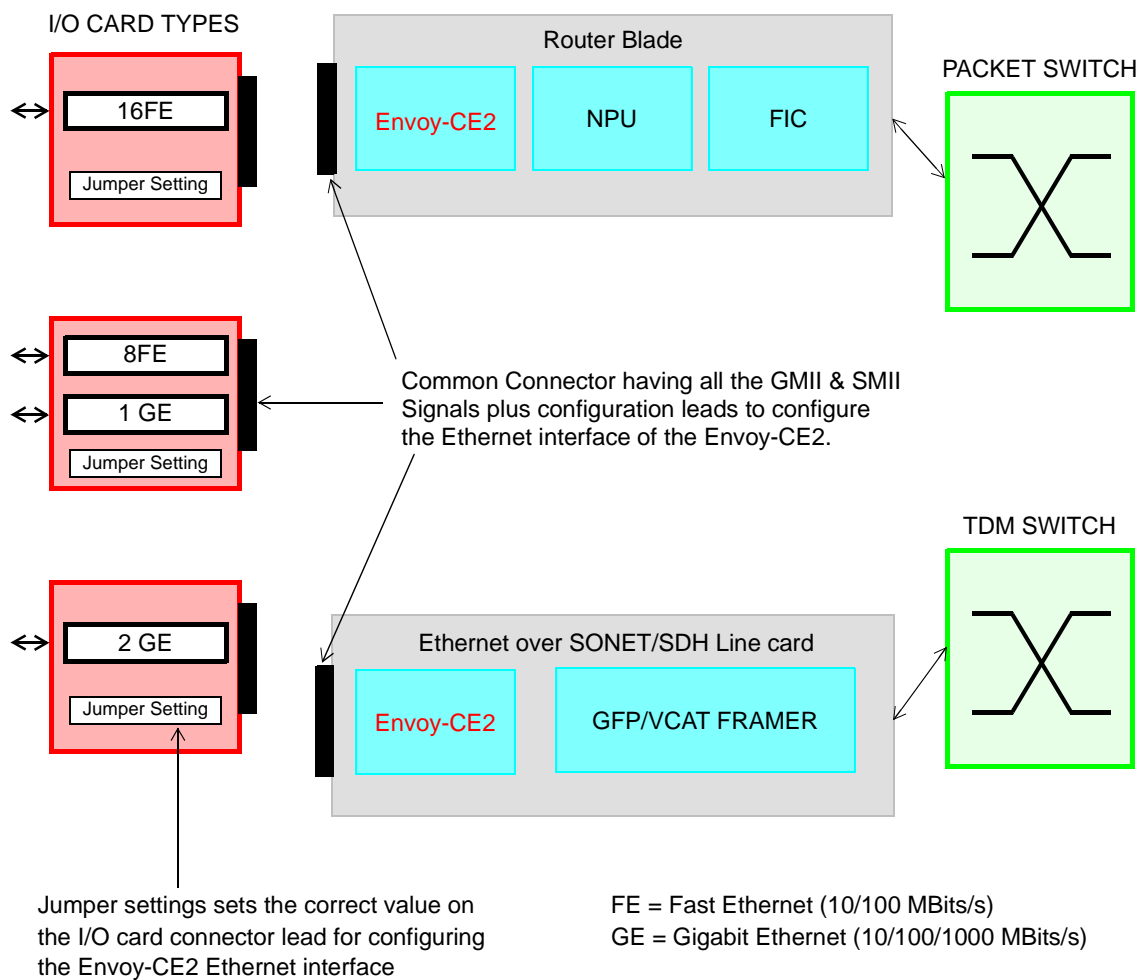 I/O CARD TYPES
16FE
Jumper Setting
Router Blade
Envoy-CE2
NPU
FIC
PACKET SWITCH
8FE
1 GE
Jumper Setting
Common Connector having all the GMII & SMII
Signals plus configuration leads to configure
the Ethernet interface of the Envoy-CE2.
TDM SWITCH
2 GE
Jumper Setting
Ethernet over SONET/SDH Line card
Envoy-CE2
GFP/VCAT FRAMER
Jumper settings sets the correct value on
the I/O card connector lead for configuring
the Envoy-CE2 Ethernet interface
FE = Fast Ethernet (10/100 MBits/s)
GE = Gigabit Ethernet (10/100/1000 MBits/s)